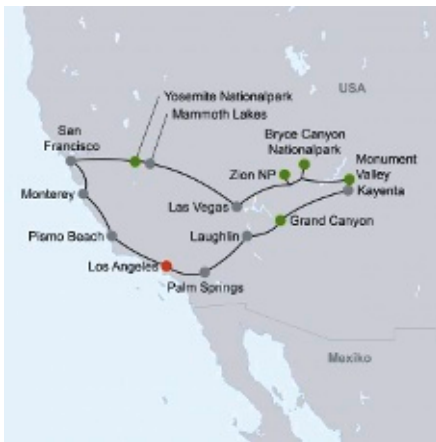 Yosemite Nationalpark
Mammoth Lakes
USA
San
Francisco
Bryce Canyon
Nationalpark
Zion NP
Monument
Valley
Kayenta
Monterey
Las Vegas
Grand Canyon
Pismo Beach
Laughlin
Los Angeles
Palm Springs
Mexiko